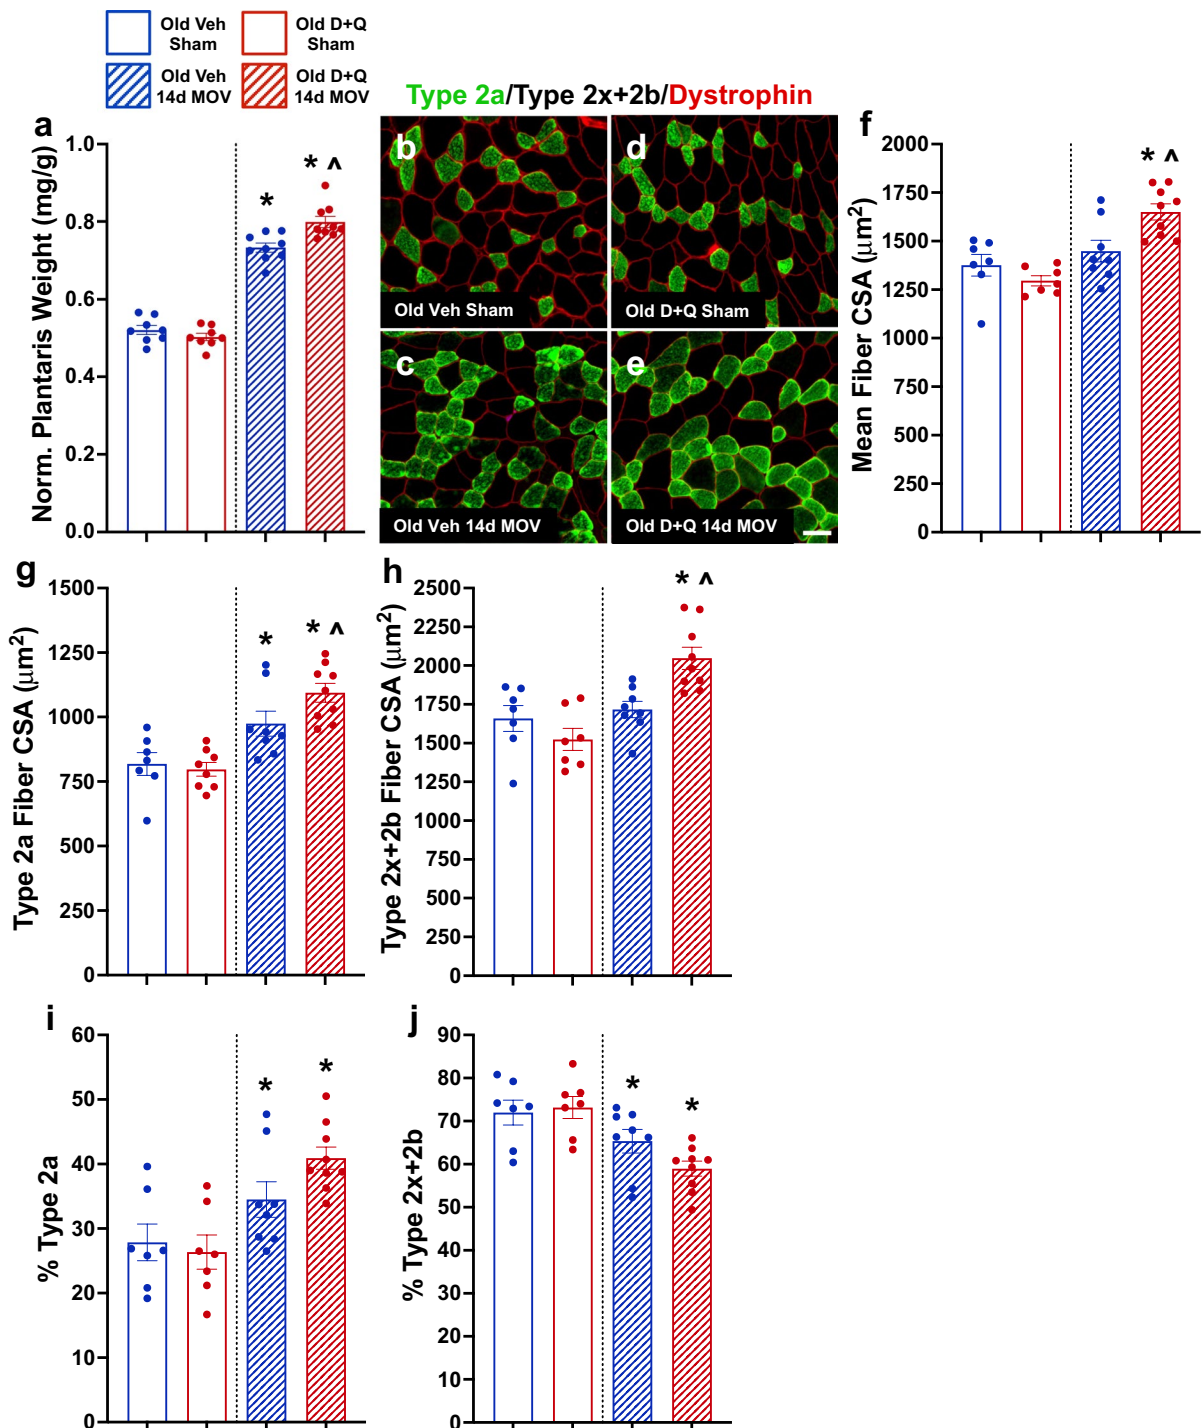 Old Veh
Sham
Old D+Q
Sham
Old Veh
14d MOV
Old D+Q
14d MOV
a
Norm. Plantaris Weight (mg/g)
1.0
0.8
0.6
0.4
0.2
0.0
*
* ^
Type 2a/Type 2x+2b/Dystrophin
b
Old Veh Sham
d
Old D+Q Sham
c
Old Veh 14d MOV
e
Old D+Q 14d MOV
f
Mean Fiber CSA (μm²)
2000
1750
1500
1250
1000
750
500
250
0
* ^
g
Type 2a Fiber CSA (μm²)
1500
1250
1000
750
500
250
0
*
* ^
h
Type 2x+2b Fiber CSA (μm²)
2500
2250
2000
1750
1500
1250
1000
750
500
250
0
* ^
i
% Type 2a
60
50
40
30
20
10
0
*
*
j
% Type 2x+2b
90
80
70
60
50
40
30
20
10
0
*
*